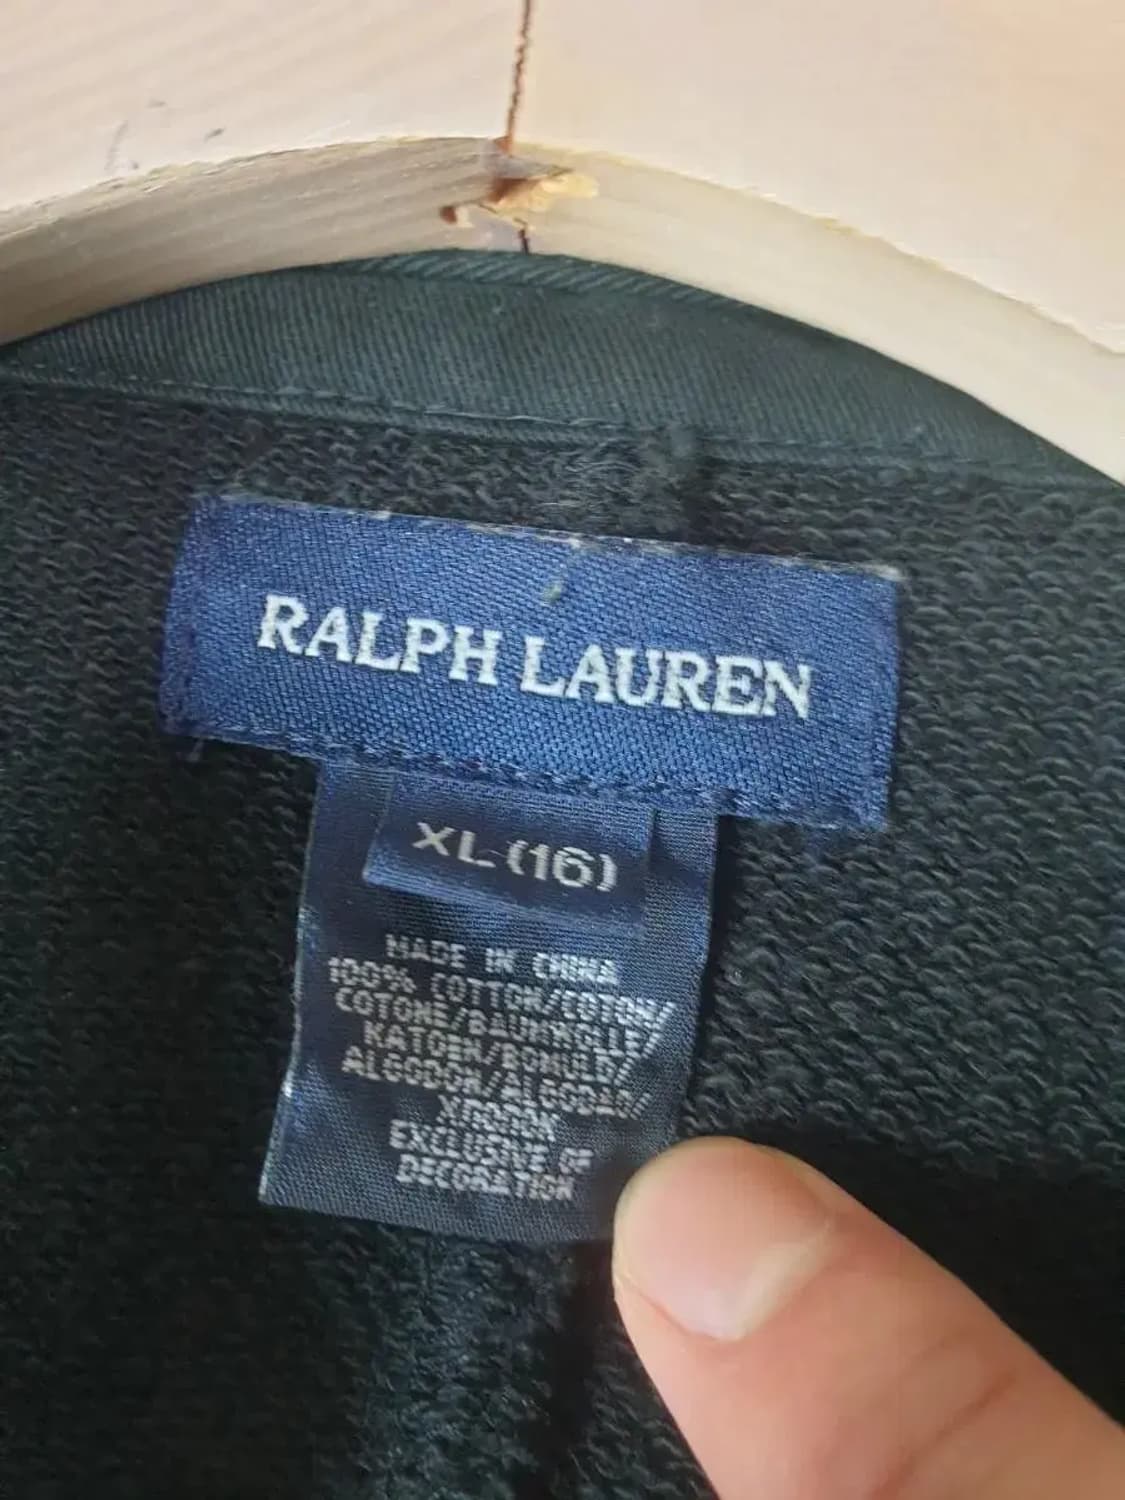 RALPH LAUREN
XL (16)
MADE IN CHINA
100% COTTON/COTON/
COTONE/BAUMWOLLE/
KATOEN/BOMULD/
ALGODON/ALGODAO/
EXCLUSIVE OF
DECORATION